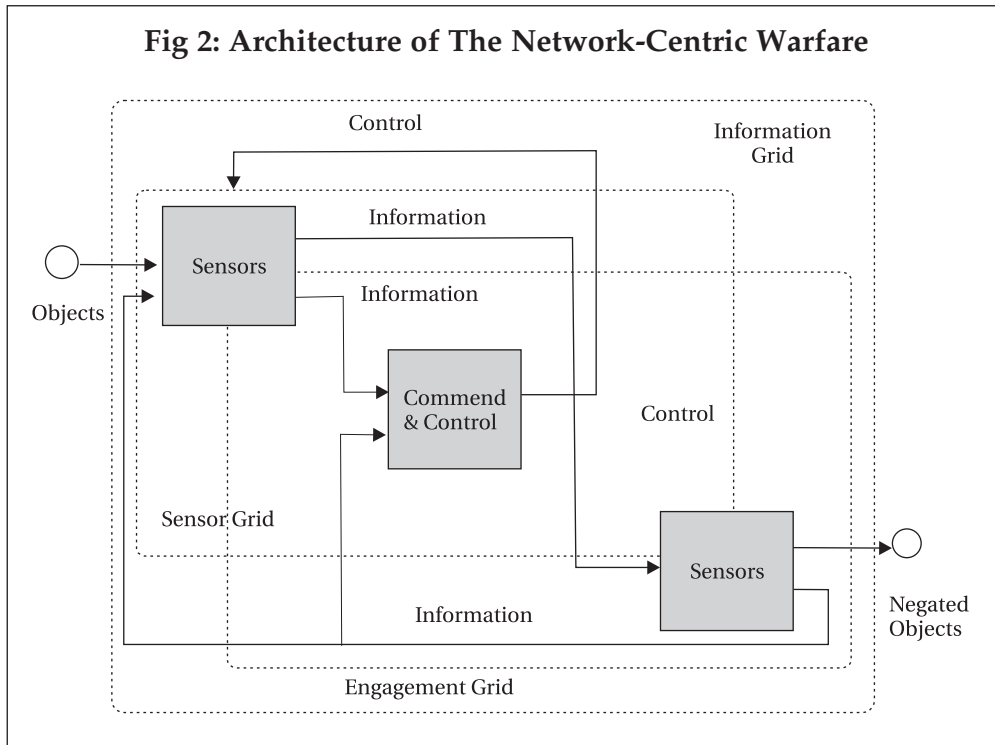 Fig 2: Architecture of The Network-Centric Warfare
Control
Information
Grid
Information
Sensors
Information
Objects
Commend
& Control
Control
Sensor Grid
Sensors
Information
Negated
Objects
Engagement Grid